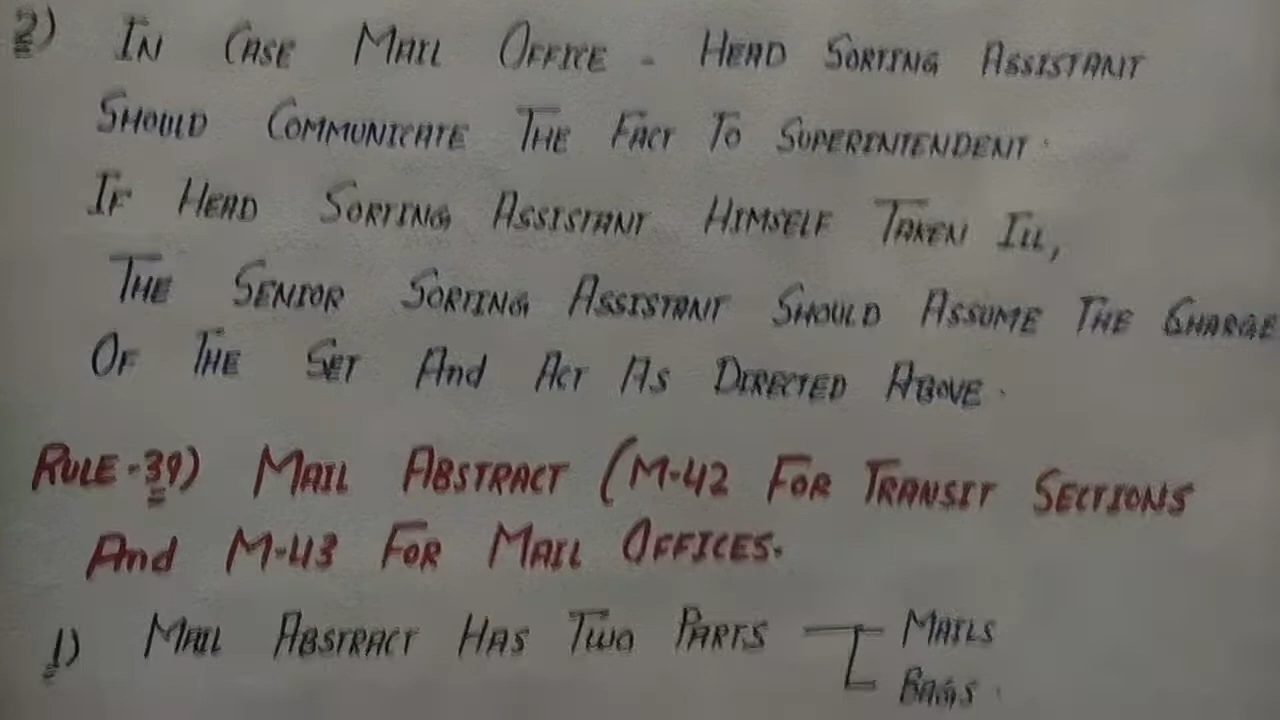 2) In Case Mail Office - Head Sorting Assistant
Should Communicate The Fact To Superintendent.
If Head Sorting Assistant Himself Taken Ill,
The Senior Sorting Assistant Should Assume The Charge
Of The Set And Act As Directed Above.
Rule-39) Mail Abstract (M-42 For Transit Sections
And M-43 For Mail Offices.
1) Mail Abstract Has Two Parts Mails
Bags.